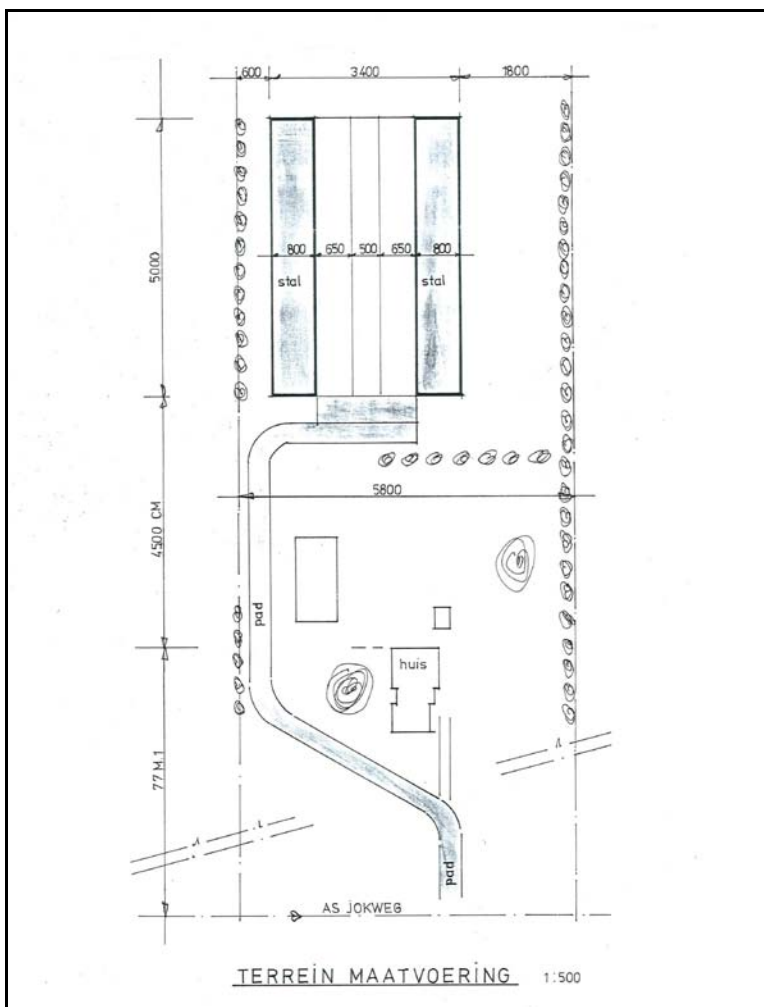 600 3400 1800
5000
800 650 500 650 800
stal stal
5800
4500 CM
pad
huis
77 M.1
pad
AS JOKWEG
TERREIN MAATVOERING 1:500